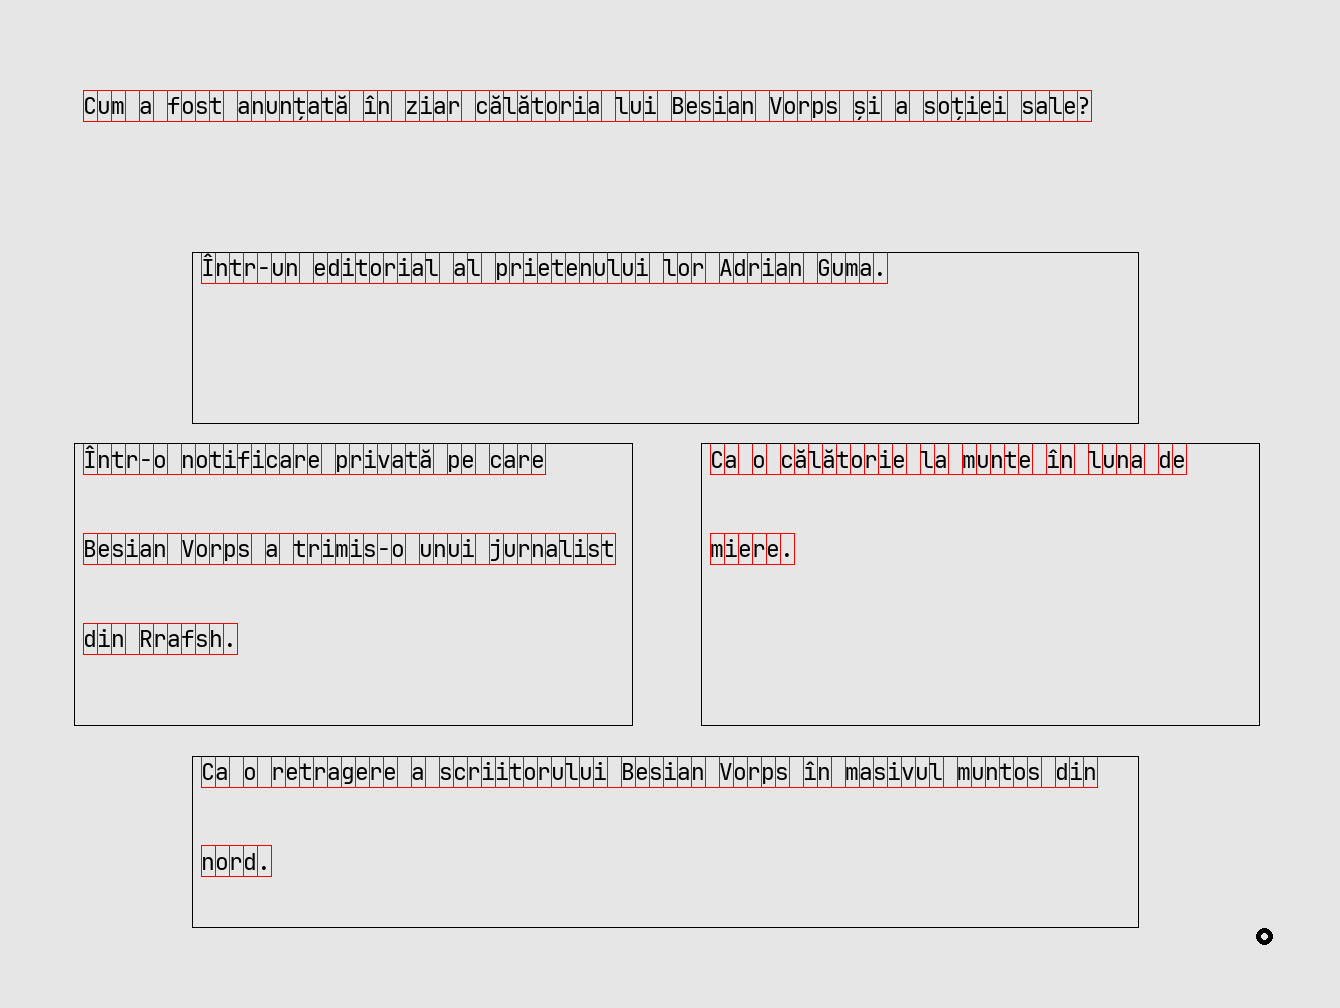 Cum a fost anunțată în ziar călătoria lui Besian Vorps și a soției sale?
Într-un editorial al prietenului lor Adrian Guma.
Într-o notificare privată pe care
Besian Vorps a trimis-o unui jurnalist
din Rrafsh.
Ca o călătorie la munte în luna de
miere.
Ca o retragere a scriitorului Besian Vorps în masivul muntos din
nord.